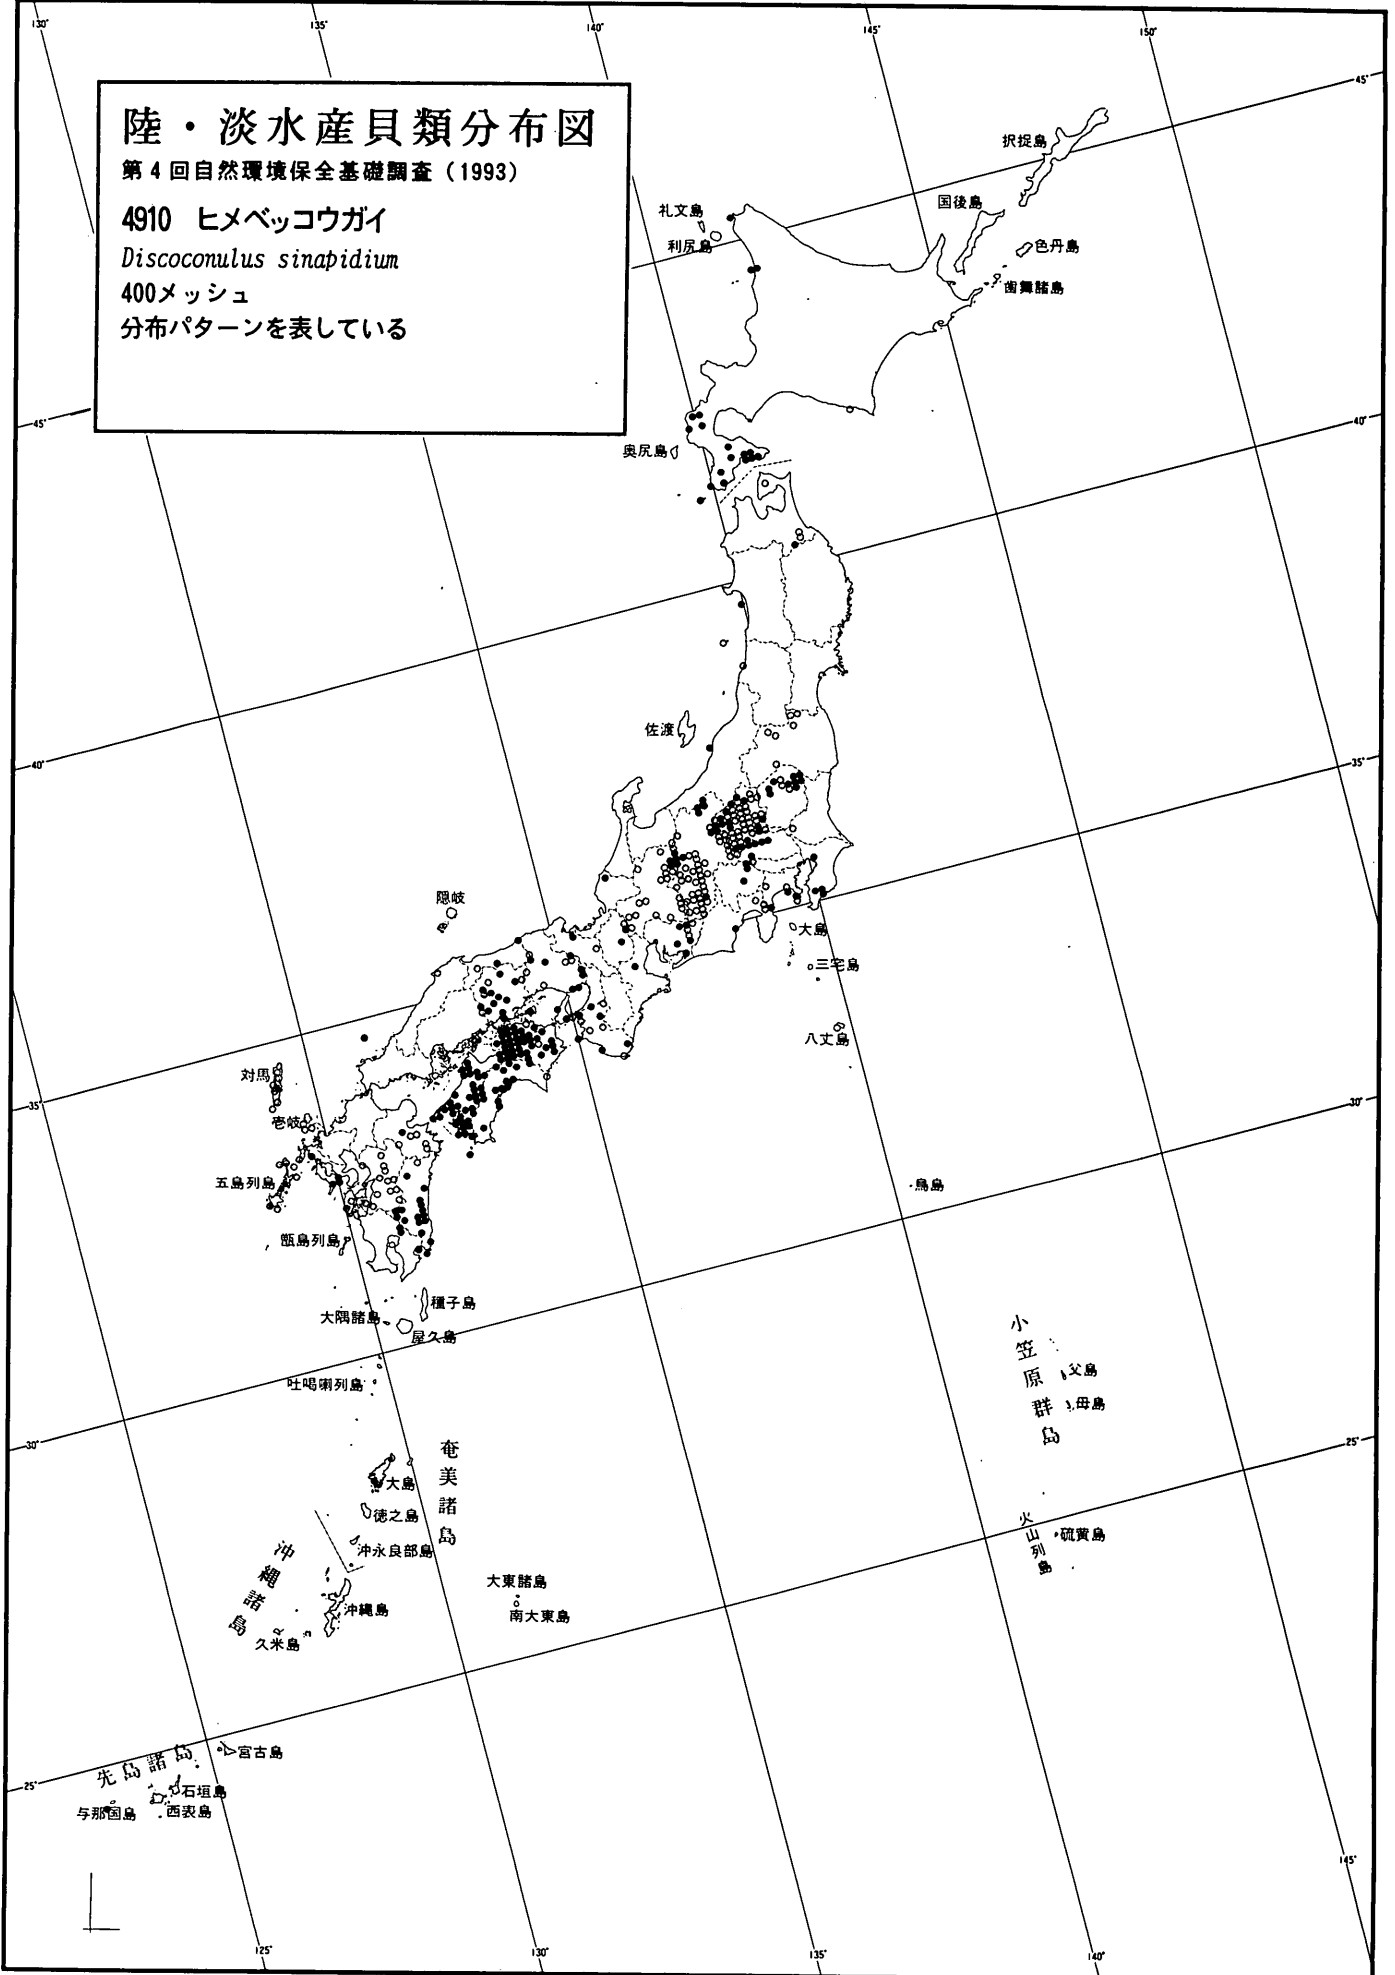 130°
135°
140°
145°
150°
陸・淡水産貝類分布図
第4回自然環境保全基礎調査（1993）
4910 ヒメベッコウガイ
Discoconulus sinapidium
400メッシュ
分布パターンを表している
45°
択捉島
国後島
礼文島
利尻島
色丹島
歯舞諸島
45°
40°
奥尻島
佐渡
40°
35°
隠岐
大島
三宅島
八丈島
対馬
壱岐
35°
30°
五島列島
鳥島
甑島列島
種子島
大隅諸島
屋久島
吐喝喇列島
小笠原群島
父島
母島
30°
25°
奄美諸島
大島
徳之島
沖永良部島
火山列島
硫黄島
沖縄諸島
大東諸島
南大東島
沖縄島
久米島
先島諸島
宮古島
石垣島
西表島
与那国島
25°
145°
125°
130°
135°
140°